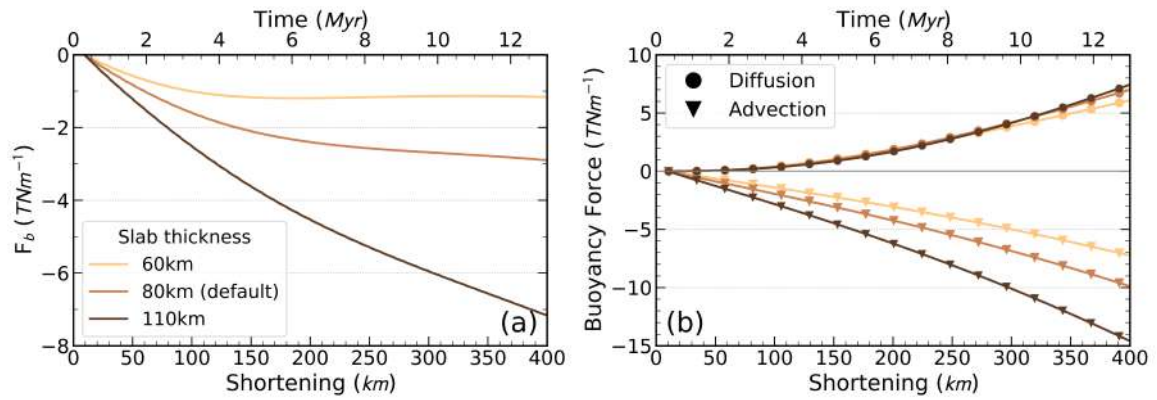 Time (Myr)
0 2 4 6 8 10 12
F_b (TNm⁻¹)
0
−2
−4
−6
−8
Slab thickness
60km
80km (default)
110km
(a)
0 50 100 150 200 250 300 350 400
Shortening (km)
Time (Myr)
0 2 4 6 8 10 12
Buoyancy Force (TNm⁻¹)
10
5
0
−5
−10
−15
Diffusion
Advection
(b)
0 50 100 150 200 250 300 350 400
Shortening (km)